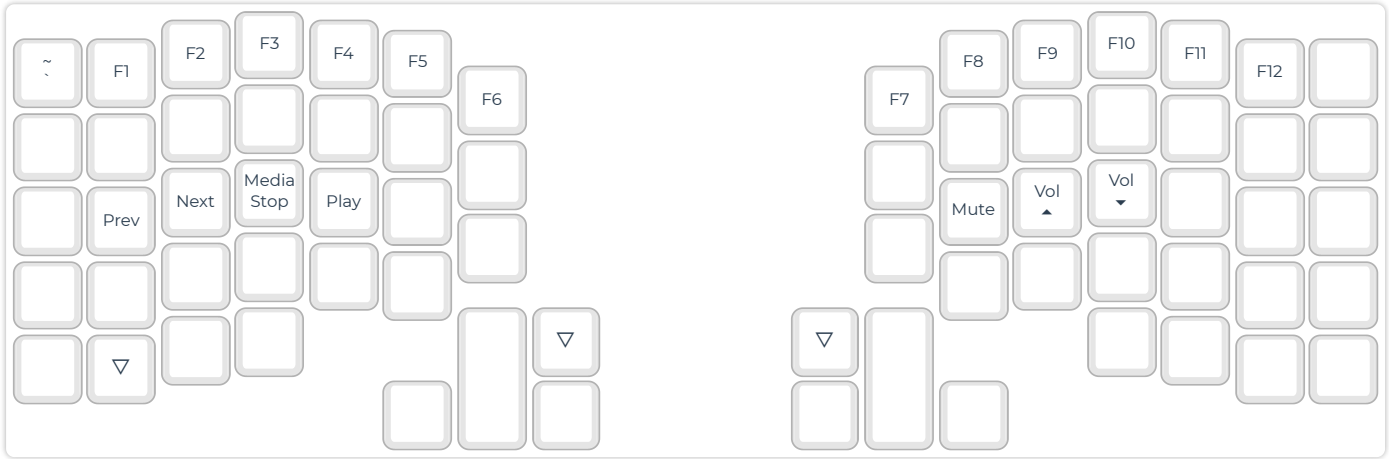 ~
`
F1
F2
F3
F4
F5
F6
F7
F8
F9
F10
F11
F12
Prev
Next
Media
Stop
Play
Mute
Vol
▲
Vol
▼
▽
▽
▽